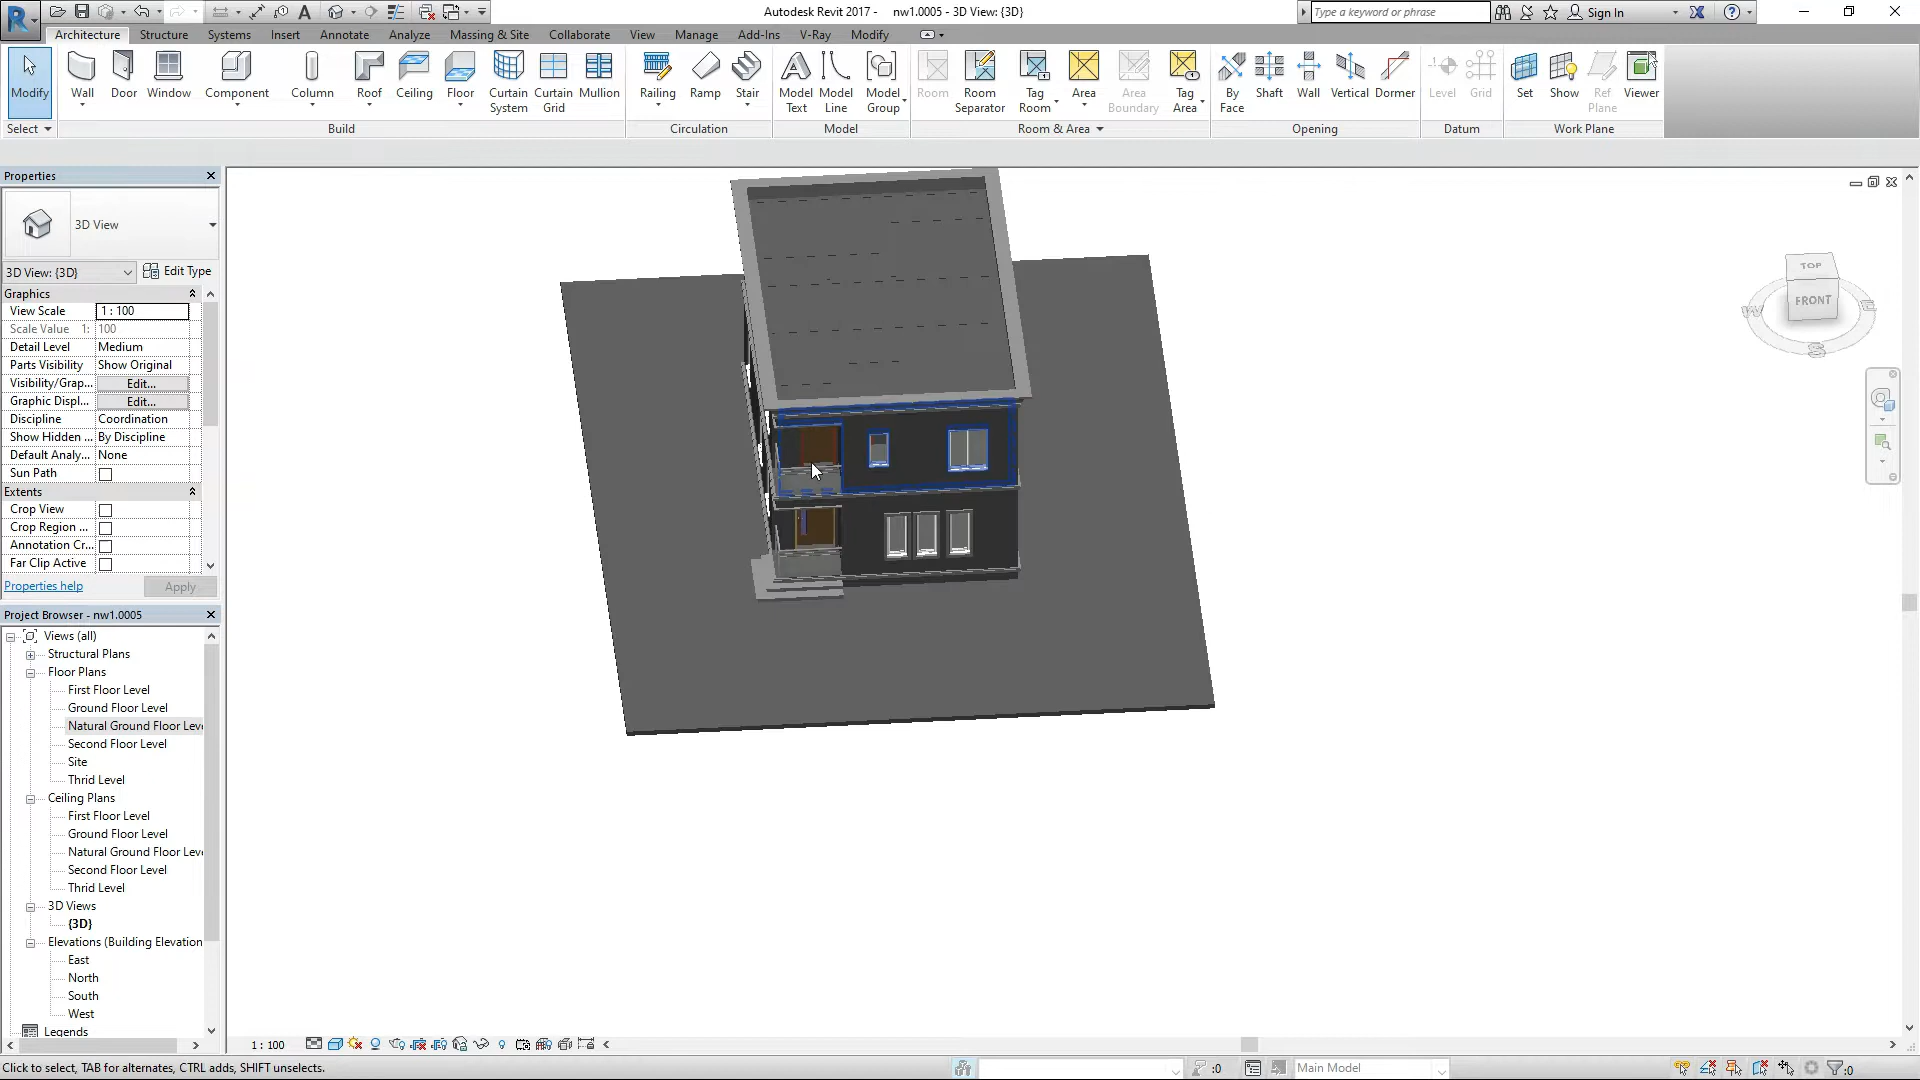 Autodesk Revit 2017 - nw1.0005 - 3D View: {3D}
Type a keyword or phrase
Sign In
Architecture Structure Systems Insert Annotate Analyze Massing & Site Collaborate View Manage Add-Ins V-Ray Modify
Modify
Wall
Door
Window
Component
Column
Roof
Ceiling
Floor
Curtain
System
Curtain
Grid
Mullion
Railing
Ramp
Stair
Model
Text
Model
Line
Model
Group
Room
Room
Separator
Tag
Room
Area
Area
Boundary
Tag
Area
By
Face
Shaft
Wall
Vertical
Dormer
Level
Grid
Set
Show
Ref
Plane
Viewer
Select
Build
Circulation
Model
Room & Area
Opening
Datum
Work Plane
Properties
3D View
3D View: {3D}
Edit Type
Graphics
View Scale 1 : 100
Scale Value 1: 100
Detail Level Medium
Parts Visibility Show Original
Visibility/Grap... Edit...
Graphic Displ... Edit...
Discipline Coordination
Show Hidden ... By Discipline
Default Analy... None
Sun Path
Extents
Crop View
Crop Region ...
Annotation Cr...
Far Clip Active
Properties help
Apply
Project Browser - nw1.0005
Views (all)
Structural Plans
Floor Plans
First Floor Level
Ground Floor Level
Natural Ground Floor Leve
Second Floor Level
Site
Thrid Level
Ceiling Plans
First Floor Level
Ground Floor Level
Natural Ground Floor Leve
Second Floor Level
Thrid Level
3D Views
{3D}
Elevations (Building Elevation
East
North
South
West
Legends
TOP
FRONT
W
S
E
1 : 100
Click to select, TAB for alternates, CTRL adds, SHIFT unselects.
:0
Main Model
:0